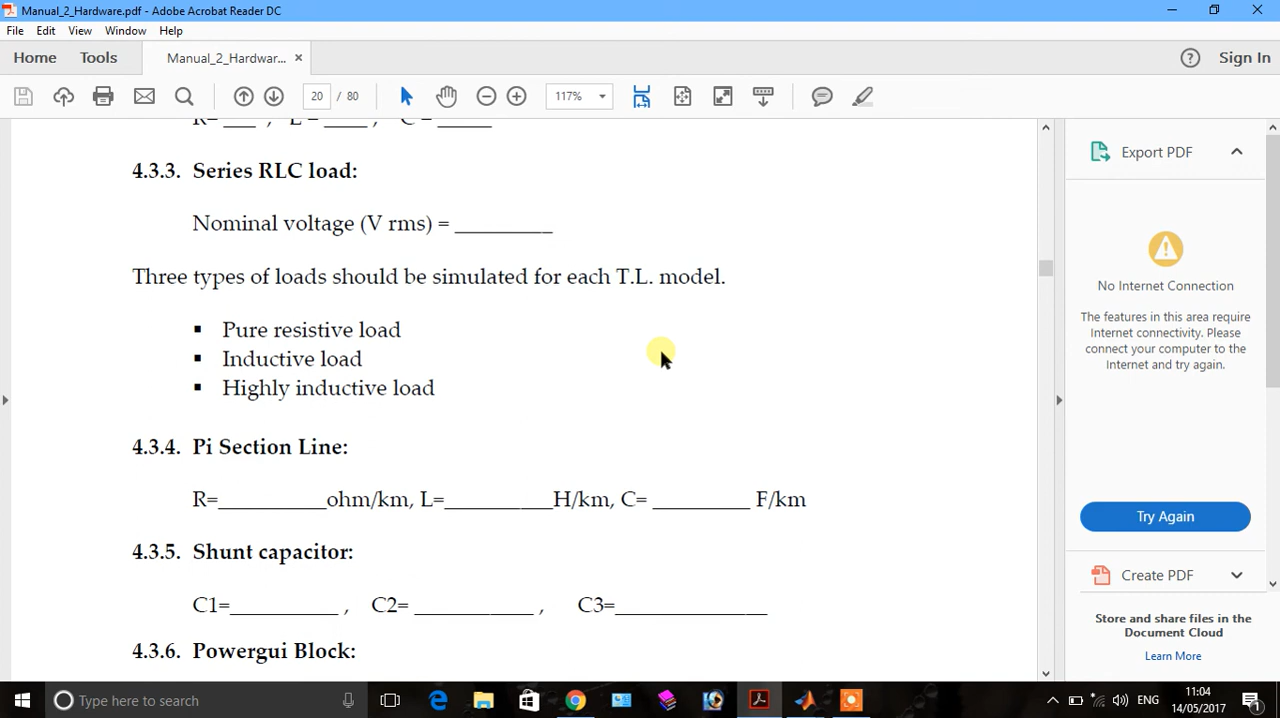 Manual_2_Hardware.pdf - Adobe Acrobat Reader DC
File Edit View Window Help
Home Tools Manual_2_Hardwar... × Sign In
20 / 80 117%
R= ___ , L = ____ , C = _____
4.3.3. Series RLC load:
Nominal voltage (V rms) = _________
Three types of loads should be simulated for each T.L. model.
▪ Pure resistive load
▪ Inductive load
▪ Highly inductive load
4.3.4. Pi Section Line:
R=__________ohm/km, L=__________H/km, C= _________ F/km
4.3.5. Shunt capacitor:
C1=__________ , C2= ___________ , C3=______________
4.3.6. Powergui Block:
Export PDF
No Internet Connection
The features in this area require
Internet connectivity. Please
connect your computer to the
Internet and try again.
Try Again
Create PDF
Store and share files in the
Document Cloud
Learn More
Type here to search
ENG
11:04
14/05/2017
1